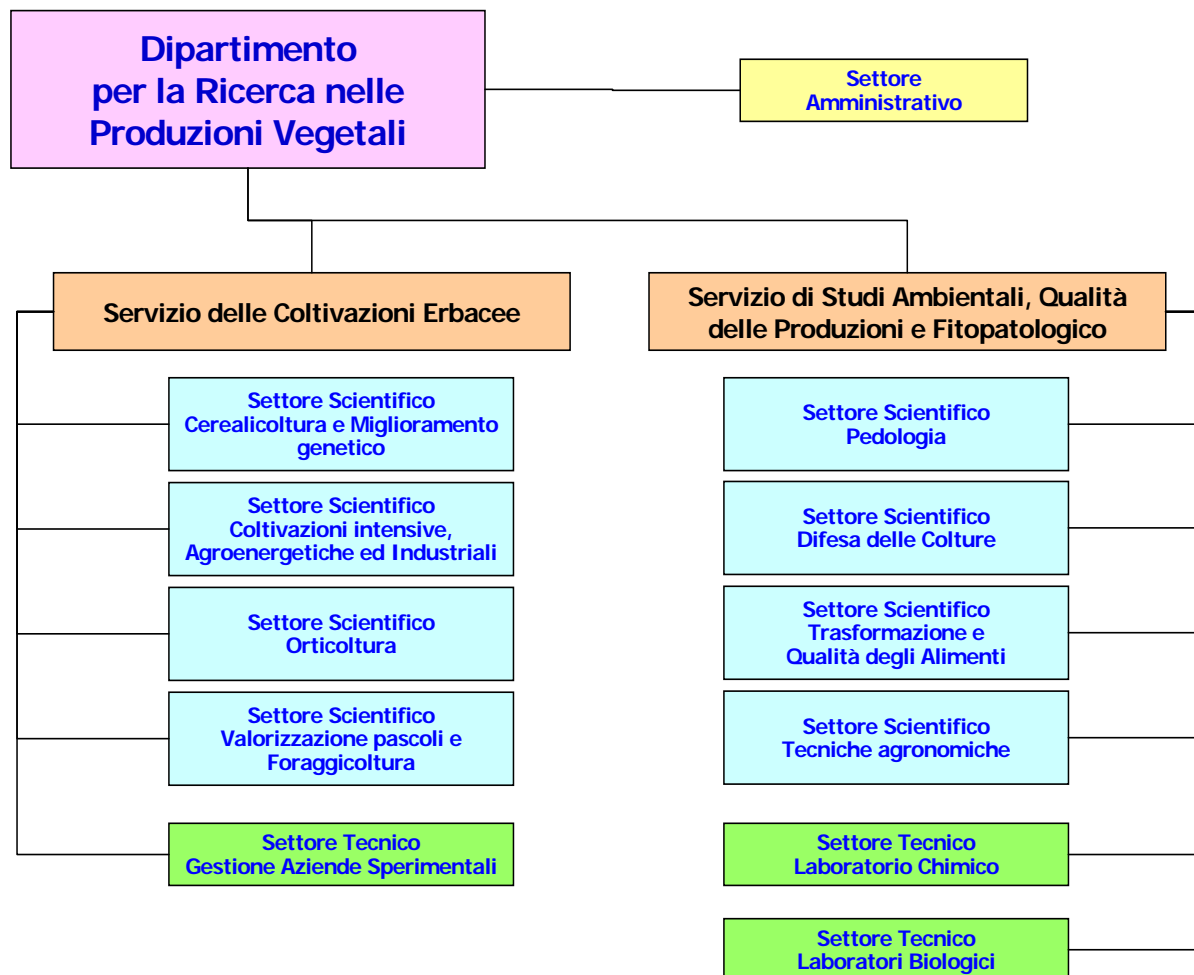 Dipartimento
per la Ricerca nelle
Produzioni Vegetali
Settore
Amministrativo
Servizio delle Coltivazioni Erbacee
Settore Scientifico
Cerealicoltura e Miglioramento
genetico
Settore Scientifico
Coltivazioni intensive,
Agroenergetiche ed Industriali
Settore Scientifico
Orticoltura
Settore Scientifico
Valorizzazione pascoli e
Foraggicoltura
Settore Tecnico
Gestione Aziende Sperimentali
Servizio di Studi Ambientali, Qualità
delle Produzioni e Fitopatologico
Settore Scientifico
Pedologia
Settore Scientifico
Difesa delle Colture
Settore Scientifico
Trasformazione e
Qualità degli Alimenti
Settore Scientifico
Tecniche agronomiche
Settore Tecnico
Laboratorio Chimico
Settore Tecnico
Laboratori Biologici